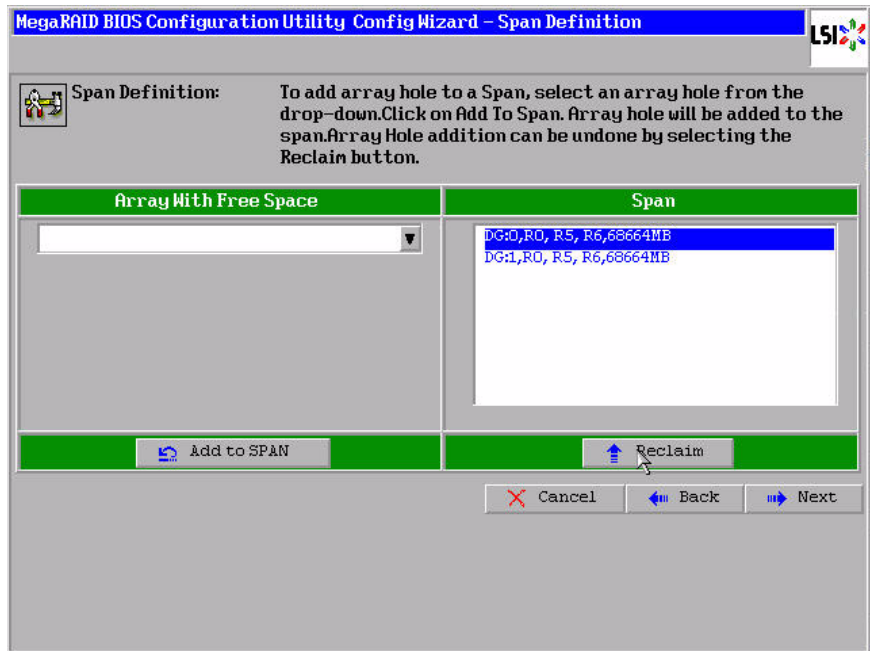 MegaRAID BIOS Configuration Utility Config Wizard - Span Definition
LSI
Span Definition:
To add array hole to a Span, select an array hole from the
drop-down.Click on Add To Span. Array hole will be added to the
span.Array Hole addition can be undone by selecting the
Reclaim button.
Array With Free Space
Span
DG:0,R0, R5, R6,68664MB
DG:1,R0, R5, R6,68664MB
Add to SPAN
Reclaim
Cancel
Back
Next